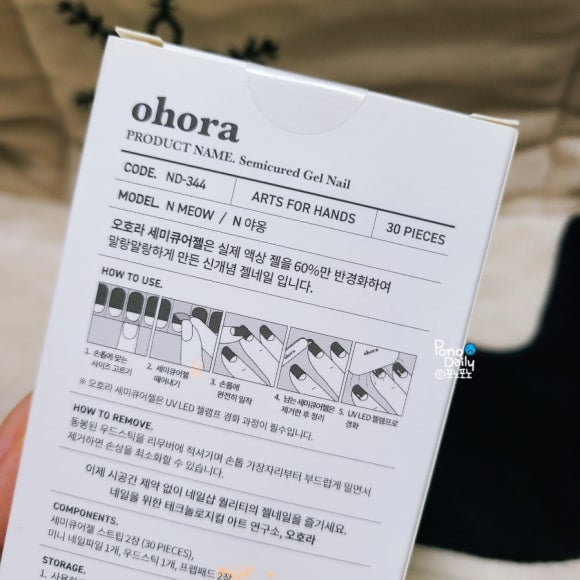 ohora
PRODUCT NAME. Semicured Gel Nail
CODE. ND-344 ARTS FOR HANDS 30 PIECES
MODEL. N MEOW / N 야옹
오호라 세미큐어젤은 실제 액상 젤을 60%만 반경화하여
말랑말랑하게 만든 신개념 젤네일 입니다.
HOW TO USE.
ohora
ohora
1. 손톱에 맞는
사이즈 고르기
2. 세미큐어젤
떼어내기
3. 손톱에
완전히 밀착
4. 남는 세미큐어젤은
제거한 후 정리
5. UV LED 젤램프로
경화
※ 오호라 세미큐어젤은 UV LED 젤램프 경화 과정이 필수입니다.
HOW TO REMOVE.
동봉된 우드스틱을 리무버에 적셔가며 손톱 가장자리부터 부드럽게 밀면서
제거하면 손상을 최소화할 수 있습니다.
이제 시공간 제약 없이 네일샵 퀄리티의 젤네일을 즐기세요.
네일을 위한 테크놀로지컬 아트 연구소, 오호라
COMPONENTS.
세미큐어젤 스트립 2장 (30 PIECES),
미니 네일파일 1개, 우드스틱 1개, 프렙패드 2장
STORAGE.
Pono
Daily
©포노포노